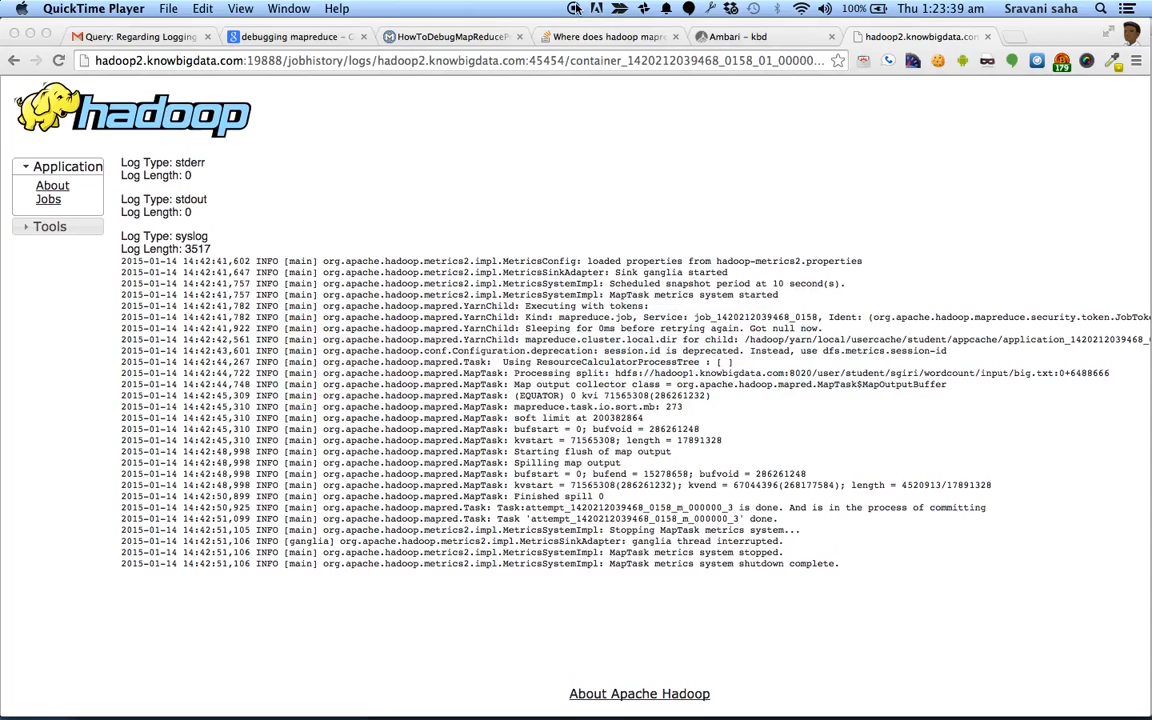 QuickTime Player File Edit View Window Help 100% Thu 1:23:39 am Sravani saha
Query: Regarding Logging × debugging mapreduce - × HowToDebugMapReduceP × Where does hadoop mapre × Ambari - kbd × hadoop2.knowbigdata.com ×
hadoop2.knowbigdata.com:19888/jobhistory/logs/hadoop2.knowbigdata.com:45454/container_1420212039468_0158_01_00000... 179
hadoop
Application
About
Jobs
Tools
Log Type: stderr
Log Length: 0
Log Type: stdout
Log Length: 0
Log Type: syslog
Log Length: 3517
2015-01-14 14:42:41,602 INFO [main] org.apache.hadoop.metrics2.impl.MetricsConfig: loaded properties from hadoop-metrics2.properties
2015-01-14 14:42:41,647 INFO [main] org.apache.hadoop.metrics2.impl.MetricsSinkAdapter: Sink ganglia started
2015-01-14 14:42:41,757 INFO [main] org.apache.hadoop.metrics2.impl.MetricsSystemImpl: Scheduled snapshot period at 10 second(s).
2015-01-14 14:42:41,757 INFO [main] org.apache.hadoop.metrics2.impl.MetricsSystemImpl: MapTask metrics system started
2015-01-14 14:42:41,782 INFO [main] org.apache.hadoop.mapred.YarnChild: Executing with tokens:
2015-01-14 14:42:41,782 INFO [main] org.apache.hadoop.mapred.YarnChild: Kind: mapreduce.job, Service: job_1420212039468_0158, Ident: (org.apache.hadoop.mapreduce.security.token.JobToke
2015-01-14 14:42:41,922 INFO [main] org.apache.hadoop.mapred.YarnChild: Sleeping for 0ms before retrying again. Got null now.
2015-01-14 14:42:42,561 INFO [main] org.apache.hadoop.mapred.YarnChild: mapreduce.cluster.local.dir for child: /hadoop/yarn/local/usercache/student/appcache/application_1420212039468_0
2015-01-14 14:42:43,601 INFO [main] org.apache.hadoop.conf.Configuration.deprecation: session.id is deprecated. Instead, use dfs.metrics.session-id
2015-01-14 14:42:44,267 INFO [main] org.apache.hadoop.mapred.Task: Using ResourceCalculatorProcessTree : [ ]
2015-01-14 14:42:44,722 INFO [main] org.apache.hadoop.mapred.MapTask: Processing split: hdfs://hadoop1.knowbigdata.com:8020/user/student/sgiri/wordcount/input/big.txt:0+6488666
2015-01-14 14:42:44,748 INFO [main] org.apache.hadoop.mapred.MapTask: Map output collector class = org.apache.hadoop.mapred.MapTask$MapOutputBuffer
2015-01-14 14:42:45,309 INFO [main] org.apache.hadoop.mapred.MapTask: (EQUATOR) 0 kvi 71565308(286261232)
2015-01-14 14:42:45,310 INFO [main] org.apache.hadoop.mapred.MapTask: mapreduce.task.io.sort.mb: 273
2015-01-14 14:42:45,310 INFO [main] org.apache.hadoop.mapred.MapTask: soft limit at 200382864
2015-01-14 14:42:45,310 INFO [main] org.apache.hadoop.mapred.MapTask: bufstart = 0; bufvoid = 286261248
2015-01-14 14:42:45,310 INFO [main] org.apache.hadoop.mapred.MapTask: kvstart = 71565308; length = 17891328
2015-01-14 14:42:48,998 INFO [main] org.apache.hadoop.mapred.MapTask: Starting flush of map output
2015-01-14 14:42:48,998 INFO [main] org.apache.hadoop.mapred.MapTask: Spilling map output
2015-01-14 14:42:48,998 INFO [main] org.apache.hadoop.mapred.MapTask: bufstart = 0; bufend = 15278658; bufvoid = 286261248
2015-01-14 14:42:48,998 INFO [main] org.apache.hadoop.mapred.MapTask: kvstart = 71565308(286261232); kvend = 67044396(268177584); length = 4520913/17891328
2015-01-14 14:42:50,899 INFO [main] org.apache.hadoop.mapred.MapTask: Finished spill 0
2015-01-14 14:42:50,925 INFO [main] org.apache.hadoop.mapred.Task: Task:attempt_1420212039468_0158_m_000000_3 is done. And is in the process of committing
2015-01-14 14:42:51,099 INFO [main] org.apache.hadoop.mapred.Task: Task 'attempt_1420212039468_0158_m_000000_3' done.
2015-01-14 14:42:51,105 INFO [main] org.apache.hadoop.metrics2.impl.MetricsSystemImpl: Stopping MapTask metrics system...
2015-01-14 14:42:51,106 INFO [ganglia] org.apache.hadoop.metrics2.impl.MetricsSinkAdapter: ganglia thread interrupted.
2015-01-14 14:42:51,106 INFO [main] org.apache.hadoop.metrics2.impl.MetricsSystemImpl: MapTask metrics system stopped.
2015-01-14 14:42:51,106 INFO [main] org.apache.hadoop.metrics2.impl.MetricsSystemImpl: MapTask metrics system shutdown complete.
About Apache Hadoop